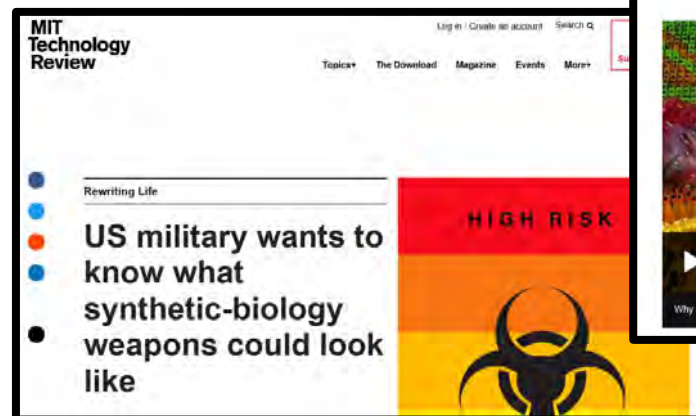 MIT
Technology
Review
Log in / Create an account Search
Topics+ The Download Magazine Events More+
Su
Rewriting Life
HIGH RISK
US military wants to
know what
synthetic-biology
weapons could look
like
Why